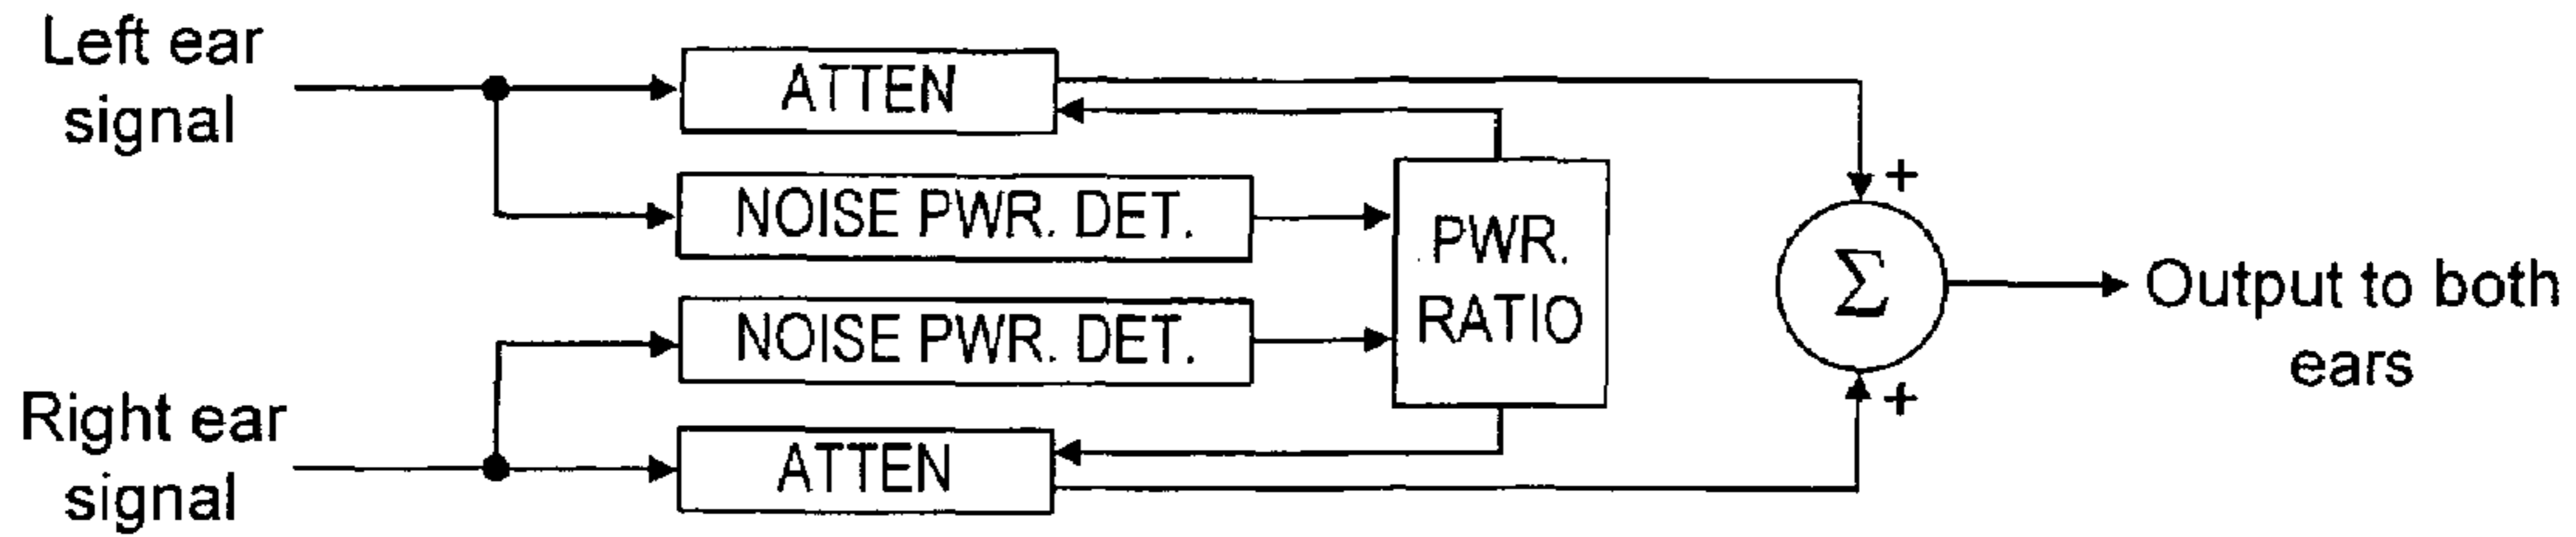 Left ear
signal
ATTEN
+
NOISE PWR. DET.
PWR.
RATIO
Σ
Output to both
ears
NOISE PWR. DET.
+
Right ear
signal
ATTEN